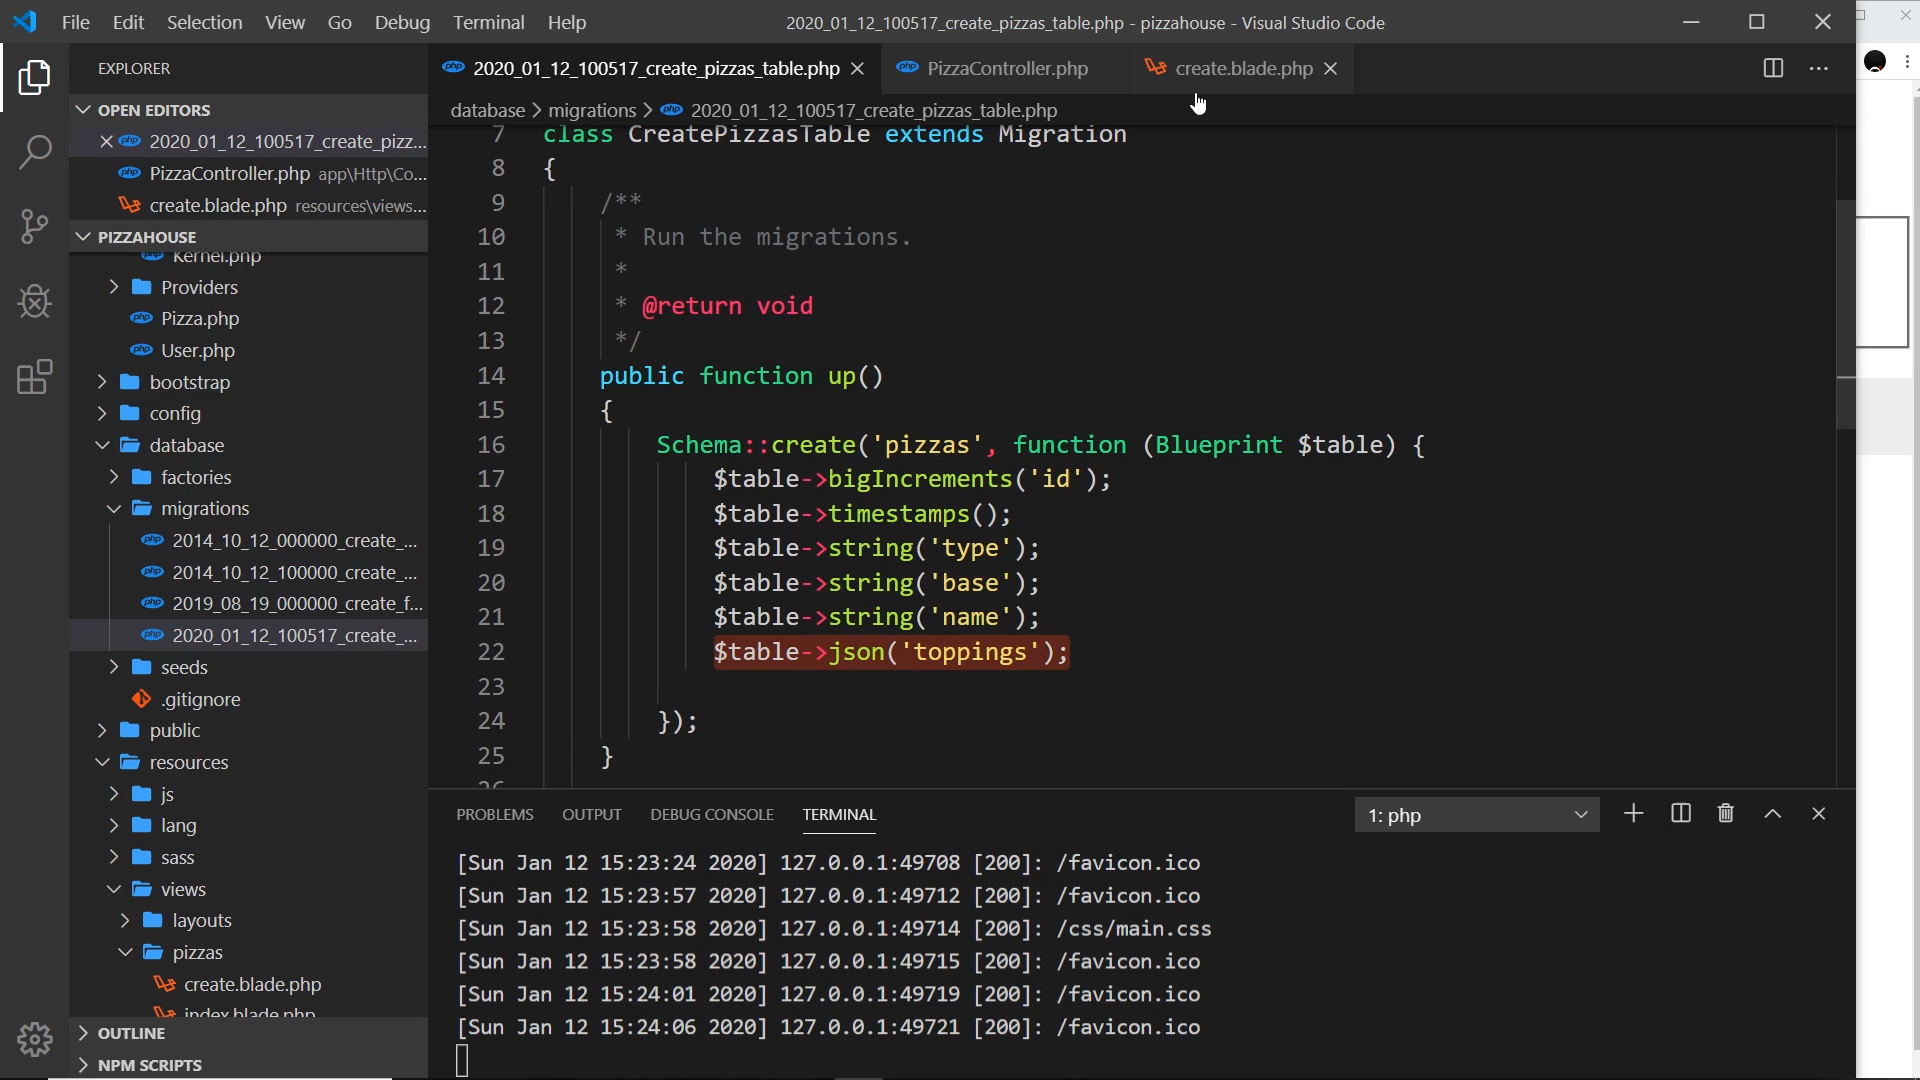 File Edit Selection View Go Debug Terminal Help
2020_01_12_100517_create_pizzas_table.php - pizzahouse - Visual Studio Code
EXPLORER
OPEN EDITORS
2020_01_12_100517_create_pizz...
PizzaController.php app\Http\Co...
create.blade.php resources\views...
PIZZAHOUSE
Kernel.php
Providers
Pizza.php
User.php
bootstrap
config
database
factories
migrations
2014_10_12_000000_create_...
2014_10_12_100000_create_...
2019_08_19_000000_create_f...
2020_01_12_100517_create_...
seeds
.gitignore
public
resources
js
lang
sass
views
layouts
pizzas
create.blade.php
index.blade.php
OUTLINE
NPM SCRIPTS
php 2020_01_12_100517_create_pizzas_table.php
php PizzaController.php
create.blade.php
database > migrations > php 2020_01_12_100517_create_pizzas_table.php
7 class CreatePizzasTable extends Migration
8 {
9 /**
10 * Run the migrations.
11 *
12 * @return void
13 */
14 public function up()
15 {
16 Schema::create('pizzas', function (Blueprint $table) {
17 $table->bigIncrements('id');
18 $table->timestamps();
19 $table->string('type');
20 $table->string('base');
21 $table->string('name');
22 $table->json('toppings');
23
24 });
25 }
26
PROBLEMS OUTPUT DEBUG CONSOLE TERMINAL
1: php
[Sun Jan 12 15:23:24 2020] 127.0.0.1:49708 [200]: /favicon.ico
[Sun Jan 12 15:23:57 2020] 127.0.0.1:49712 [200]: /favicon.ico
[Sun Jan 12 15:23:58 2020] 127.0.0.1:49714 [200]: /css/main.css
[Sun Jan 12 15:23:58 2020] 127.0.0.1:49715 [200]: /favicon.ico
[Sun Jan 12 15:24:01 2020] 127.0.0.1:49719 [200]: /favicon.ico
[Sun Jan 12 15:24:06 2020] 127.0.0.1:49721 [200]: /favicon.ico